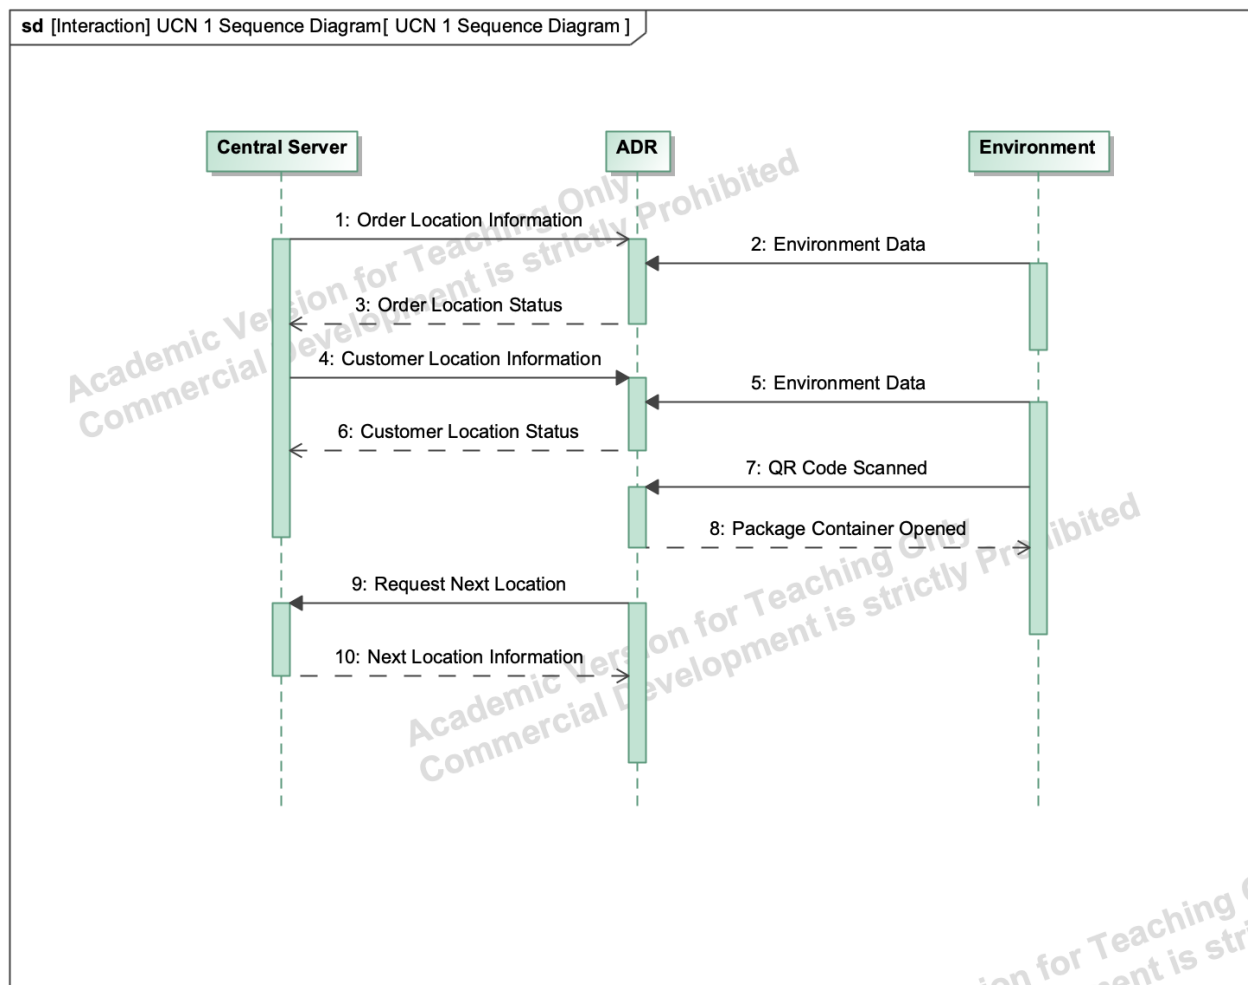 sd [Interaction] UCN 1 Sequence Diagram[ UCN 1 Sequence Diagram ]
Central Server
ADR
Environment
1: Order Location Information
2: Environment Data
3: Order Location Status
4: Customer Location Information
5: Environment Data
6: Customer Location Status
7: QR Code Scanned
8: Package Container Opened
9: Request Next Location
10: Next Location Information
Academic Version for Teaching Only
Commercial Development is strictly Prohibited
Academic Version for Teaching Only
Commercial Development is strictly Prohibited
for Teaching
is